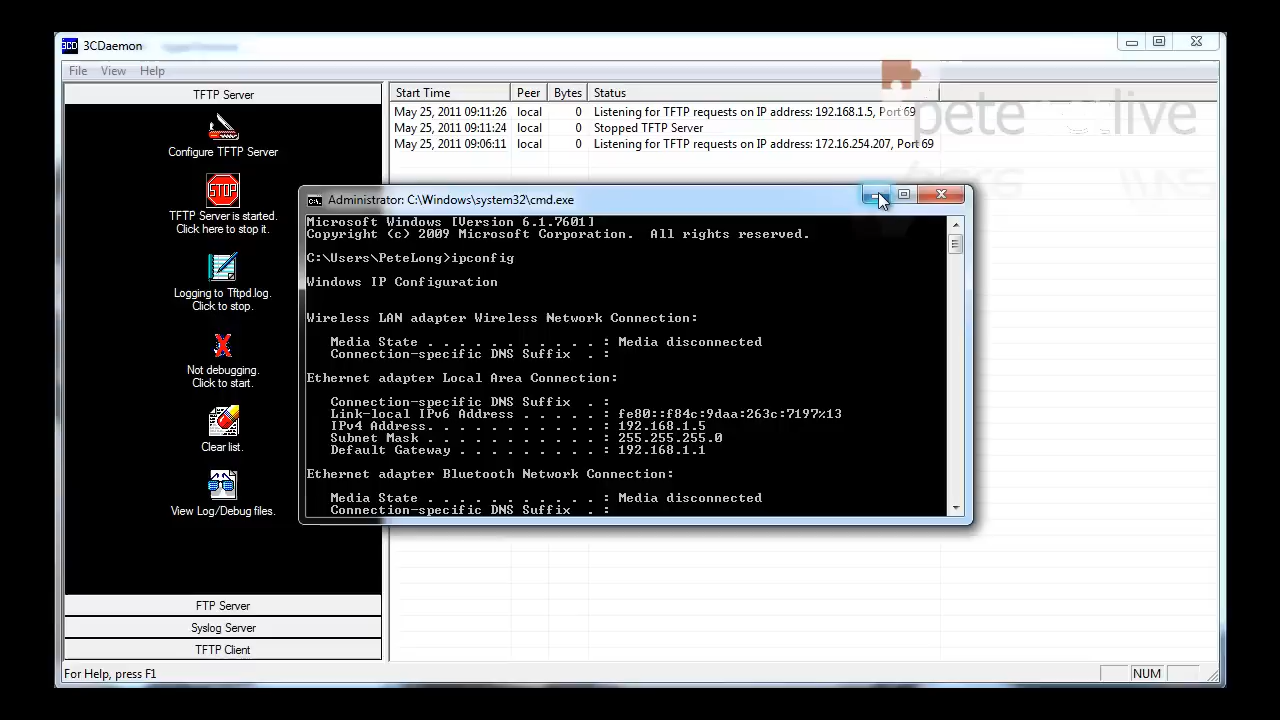 3CD 3CDaemon
File View Help
TFTP Server
Configure TFTP Server
STOP
TFTP Server is started.
Click here to stop it.
Logging to Tftpd.log.
Click to stop.
Not debugging.
Click to start.
Clear list.
View Log/Debug files.
FTP Server
Syslog Server
TFTP Client
Start Time Peer Bytes Status
May 25, 2011 09:11:26 local 0 Listening for TFTP requests on IP address: 192.168.1.5, Port 69
May 25, 2011 09:11:24 local 0 Stopped TFTP Server
May 25, 2011 09:06:11 local 0 Listening for TFTP requests on IP address: 172.16.254.207, Port 69
pete live
Administrator: C:\Windows\system32\cmd.exe
Microsoft Windows [Version 6.1.7601]
Copyright (c) 2009 Microsoft Corporation. All rights reserved.
C:\Users\PeteLong>ipconfig
Windows IP Configuration
Wireless LAN adapter Wireless Network Connection:
Media State . . . . . . . . . . . : Media disconnected
Connection-specific DNS Suffix . :
Ethernet adapter Local Area Connection:
Connection-specific DNS Suffix . :
Link-local IPv6 Address . . . . . : fe80::f84c:9daa:263c:7197%13
IPv4 Address. . . . . . . . . . . : 192.168.1.5
Subnet Mask . . . . . . . . . . . : 255.255.255.0
Default Gateway . . . . . . . . . : 192.168.1.1
Ethernet adapter Bluetooth Network Connection:
Media State . . . . . . . . . . . : Media disconnected
Connection-specific DNS Suffix . :
For Help, press F1
NUM